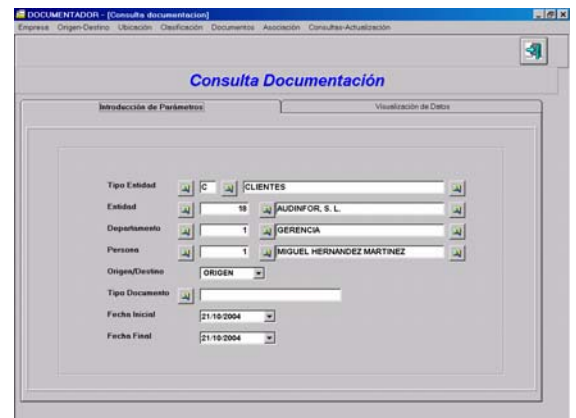 DOCUMENTADOR - [Consulta documentacion]
Empresa Origen-Destino Ubicación Clasificación Documentos Asociación Consultas-Actualización
Consulta Documentación
Introducción de Parámetros Visualización de Datos
Tipo Entidad C CLIENTES
Entidad 10 AUDINFOR, S. L.
Departamento 1 GERENCIA
Persona 1 MIGUEL HERNANDEZ MARTINEZ
Origen/Destino ORIGEN
Tipo Documento
Fecha Inicial 21/10/2004
Fecha Final 21/10/2004